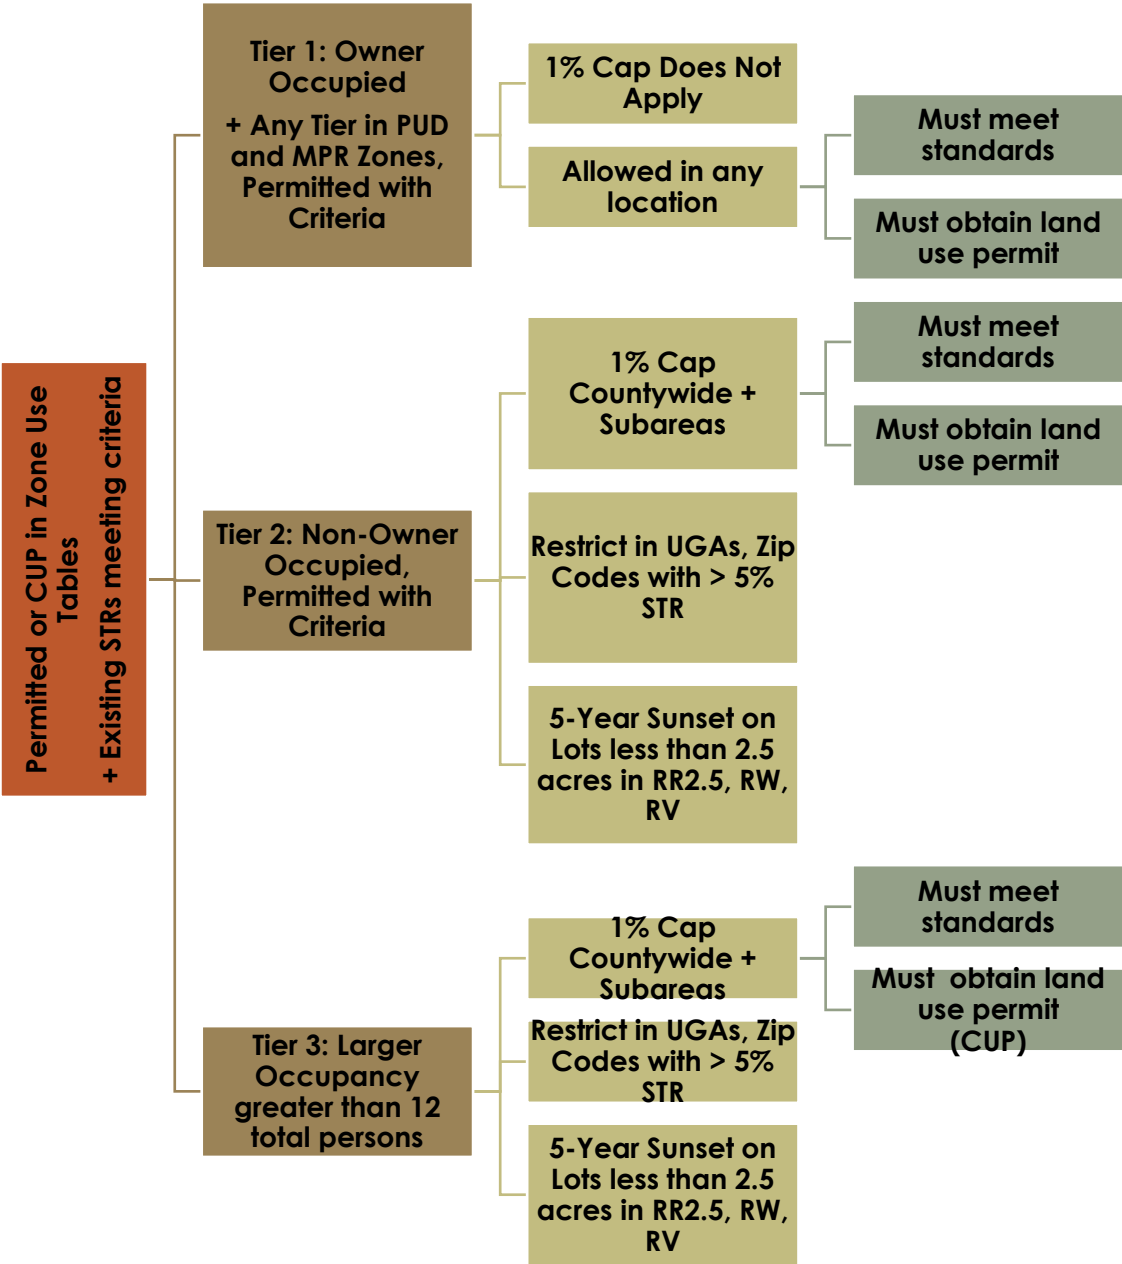 Permitted or CUP in Zone Use
Tables
+ Existing STRs meeting criteria
Tier 1: Owner
Occupied
+ Any Tier in PUD
and MPR Zones,
Permitted with
Criteria
1% Cap Does Not
Apply
Allowed in any
location
Must meet
standards
Must obtain land
use permit
Tier 2: Non-Owner
Occupied,
Permitted with
Criteria
1% Cap
Countywide +
Subareas
Must meet
standards
Must obtain land
use permit
Restrict in UGAs, Zip
Codes with > 5%
STR
5-Year Sunset on
Lots less than 2.5
acres in RR2.5, RW,
RV
Tier 3: Larger
Occupancy
greater than 12
total persons
1% Cap
Countywide +
Subareas
Must meet
standards
Must obtain land
use permit
(CUP)
Restrict in UGAs, Zip
Codes with > 5%
STR
5-Year Sunset on
Lots less than 2.5
acres in RR2.5, RW,
RV